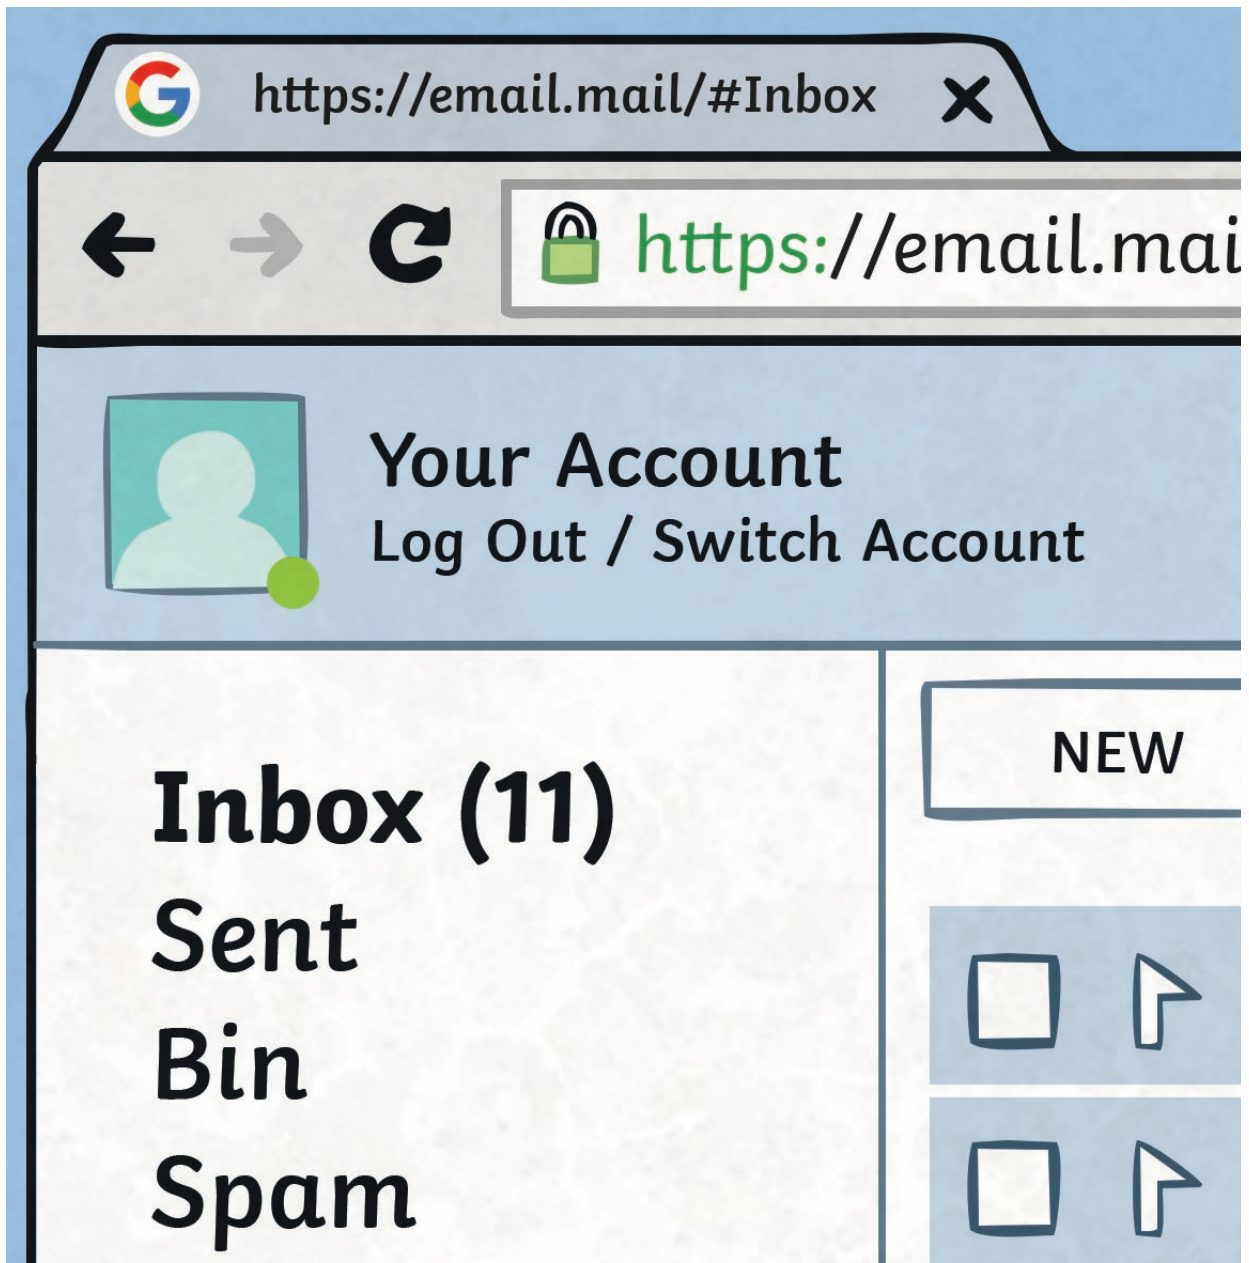 https://email.mail/#Inbox
https://email.mai
Your Account
Log Out / Switch Account
Inbox (11)
NEW
Sent
Bin
Spam